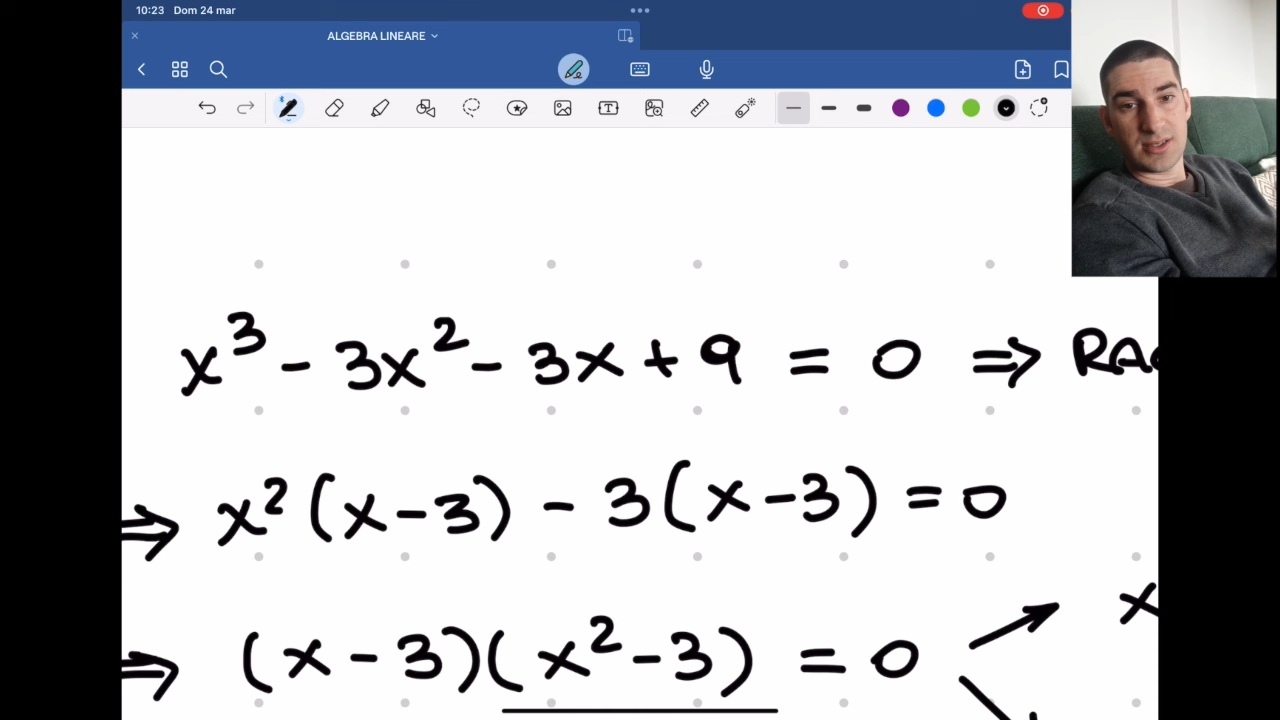 10:23 Dom 24 mar
ALGEBRA LINEARE
x³ - 3x² - 3x + 9 = 0 ⇒
⇒ x² (x - 3) - 3 (x - 3) = 0
⇒ (x - 3)(x² - 3) = 0 x